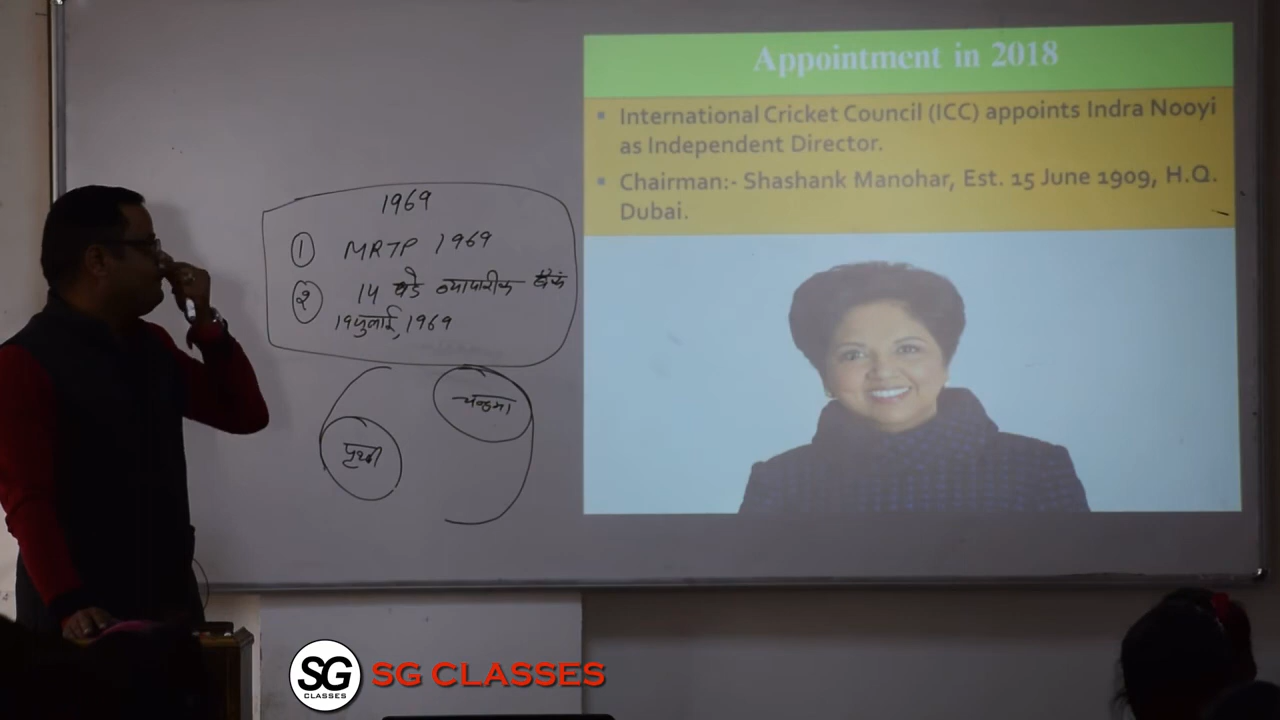 Appointment in 2018
▪ International Cricket Council (ICC) appoints Indra Nooyi
as Independent Director.
▪ Chairman:- Shashank Manohar, Est. 15 June 1909, H.Q.
Dubai.
1969
1 MRTP 1969
२ 14 बडे व्यापारीक बैंक
19 जुलाई, 1969
चन्द्रमा
पृथ्वी
SG
CLASSES
SG CLASSES